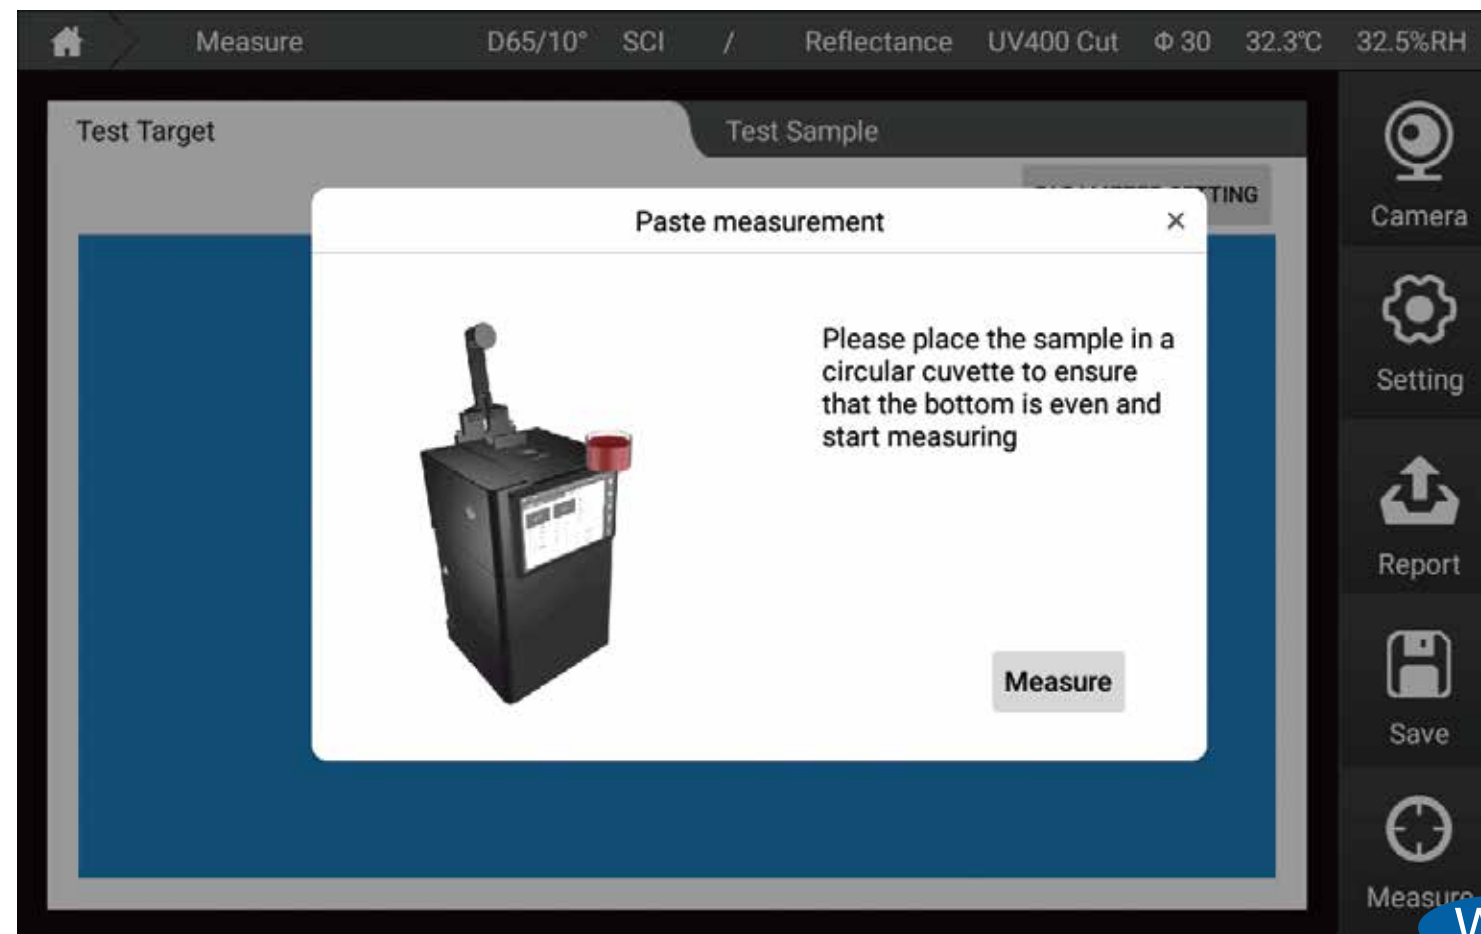 Measure D65/10° SCI / Reflectance UV400 Cut Φ 30 32.3℃ 32.5%RH
Test Target Test Sample
Paste measurement ×
Please place the sample in a
circular cuvette to ensure
that the bottom is even and
start measuring
Measure
Camera
Setting
Report
Save
Measure